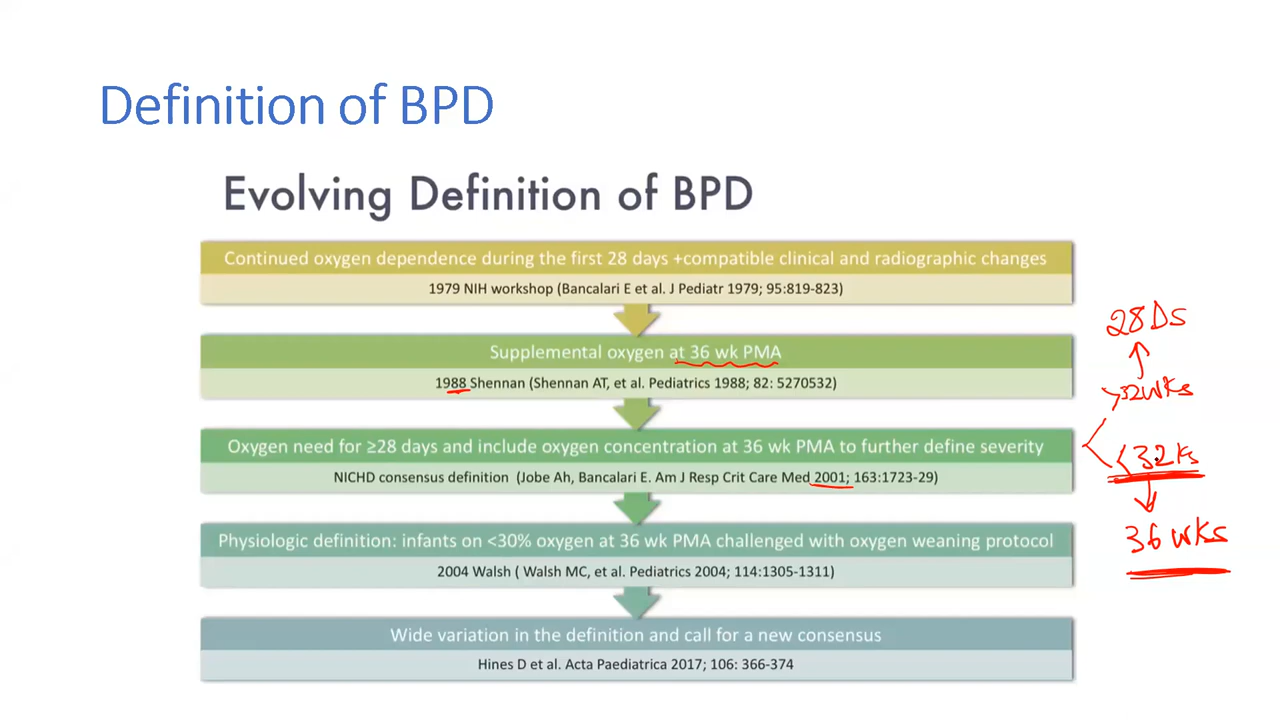 Definition of BPD
Evolving Definition of BPD
Continued oxygen dependence during the first 28 days +compatible clinical and radiographic changes
1979 NIH workshop (Bancalari E et al. J Pediatr 1979; 95:819-823)
Supplemental oxygen at 36 wk PMA
1988 Shennan (Shennan AT, et al. Pediatrics 1988; 82: 5270532)
Oxygen need for ≥28 days and include oxygen concentration at 36 wk PMA to further define severity
NICHD consensus definition (Jobe Ah, Bancalari E. Am J Resp Crit Care Med 2001; 163:1723-29)
Physiologic definition: infants on <30% oxygen at 36 wk PMA challenged with oxygen weaning protocol
2004 Walsh ( Walsh MC, et al. Pediatrics 2004; 114:1305-1311)
Wide variation in the definition and call for a new consensus
Hines D et al. Acta Paediatrica 2017; 106: 366-374
28 DS
>32wks
<32ks
36 wks